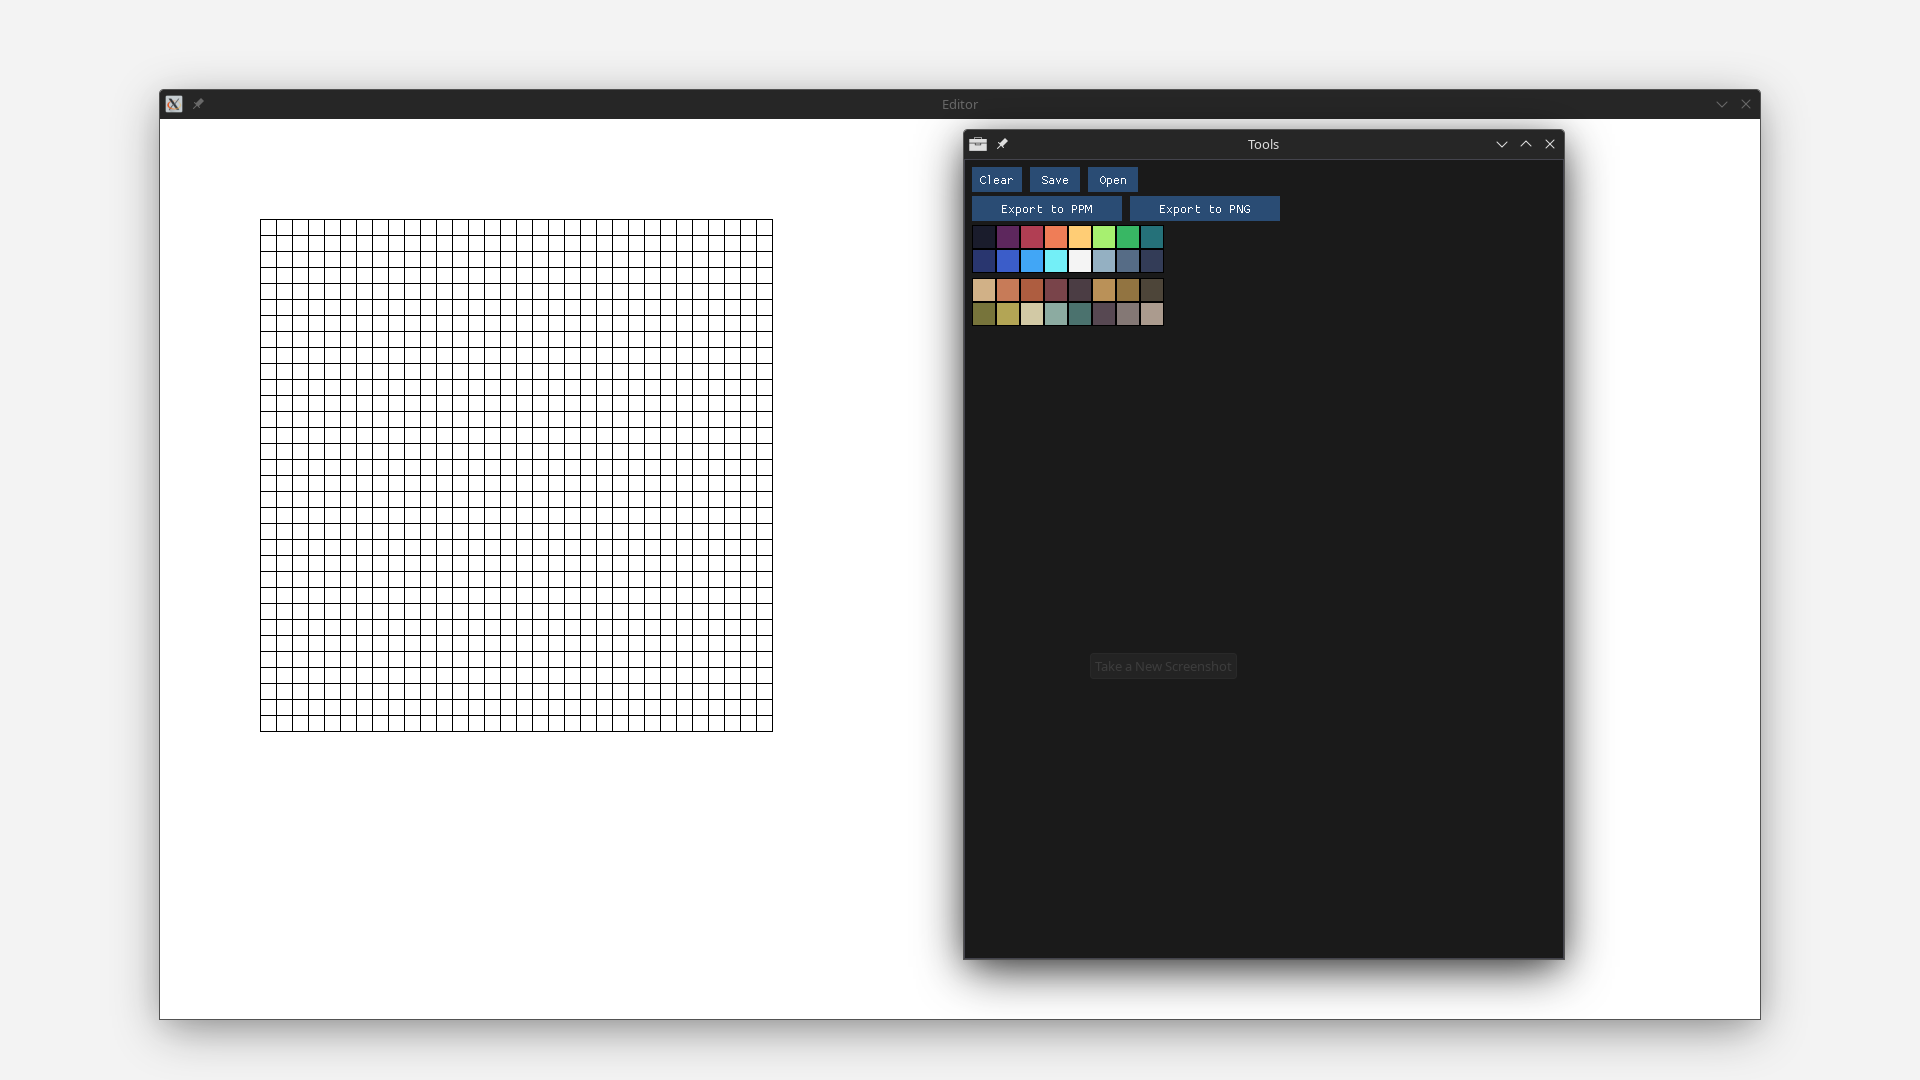 Editor
Tools
Clear Save Open
Export to PPM Export to PNG
Take a New Screenshot